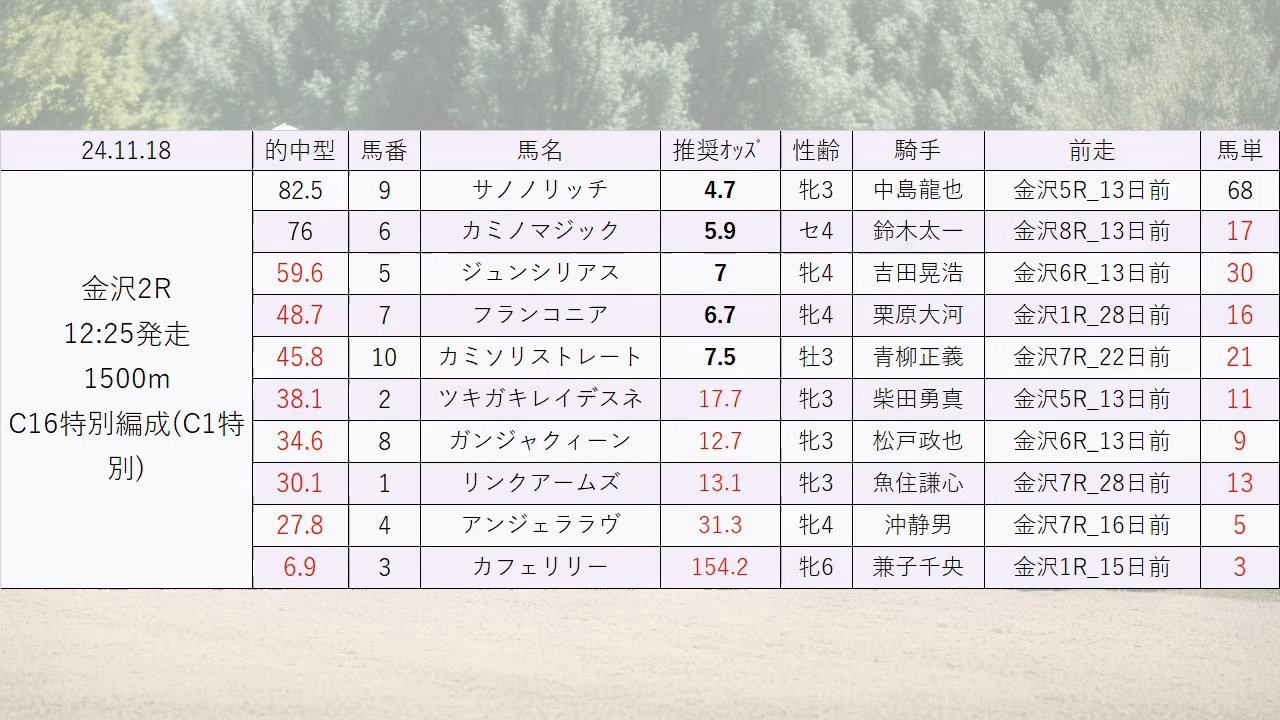 24.11.18 的中型 馬番 馬名 推奨ｵｯｽﾞ 性齢 騎手 前走 馬単
金沢2R
12:25発走
1500m
C16特別編成(C1特
別)
82.5 9 サノノリッチ 4.7 牝3 中島龍也 金沢5R_13日前 68
76 6 カミノマジック 5.9 セ4 鈴木太一 金沢8R_13日前 17
59.6 5 ジュンシリアス 7 牝4 吉田晃浩 金沢6R_13日前 30
48.7 7 フランコニア 6.7 牝4 栗原大河 金沢1R_28日前 16
45.8 10 カミソリストレート 7.5 牡3 青柳正義 金沢7R_22日前 21
38.1 2 ツキガキレイデスネ 17.7 牝3 柴田勇真 金沢5R_13日前 11
34.6 8 ガンジャクィーン 12.7 牝3 松戸政也 金沢6R_13日前 9
30.1 1 リンクアームズ 13.1 牝3 魚住謙心 金沢7R_28日前 13
27.8 4 アンジェララヴ 31.3 牝4 沖静男 金沢7R_16日前 5
6.9 3 カフェリリー 154.2 牝6 兼子千央 金沢1R_15日前 3